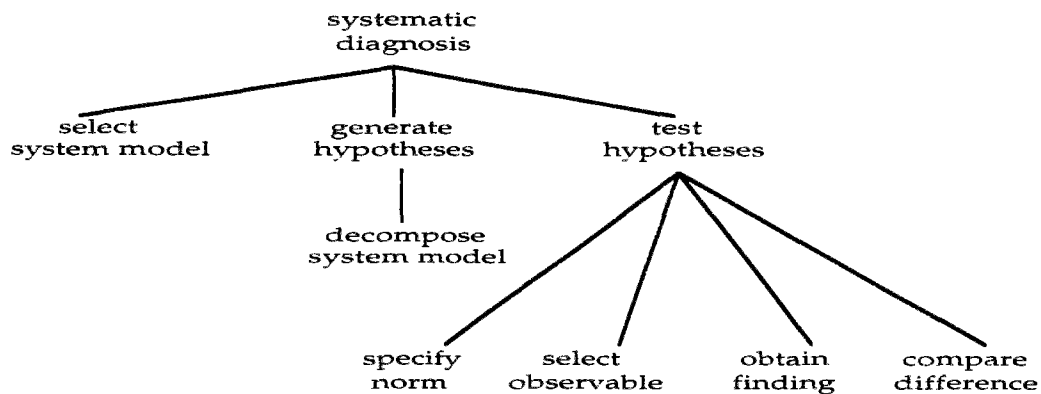 systematic
diagnosis
select
system model
generate
hypotheses
test
hypotheses
decompose
system model
specify
norm
select
observable
obtain
finding
compare
difference